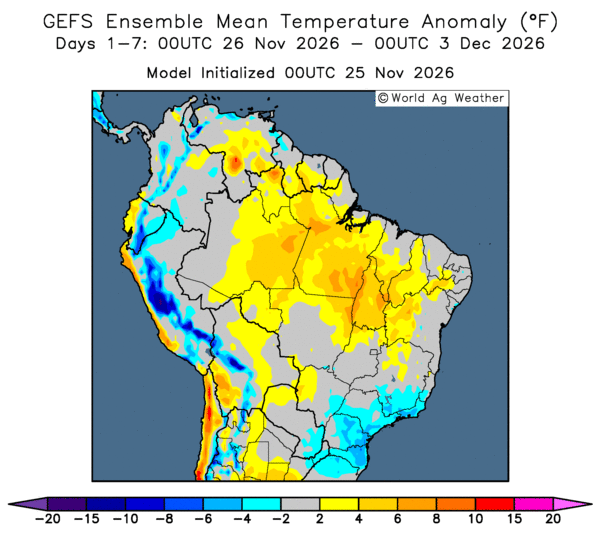 GEFS Ensemble Mean Temperature Anomaly (°F)
Days 1-7: 00UTC 26 Nov 2026 - 00UTC 3 Dec 2026
Model Initialized 00UTC 25 Nov 2026
© World Ag Weather
-20 -15 -10 -8 -6 -4 -2 2 4 6 8 10 15 20